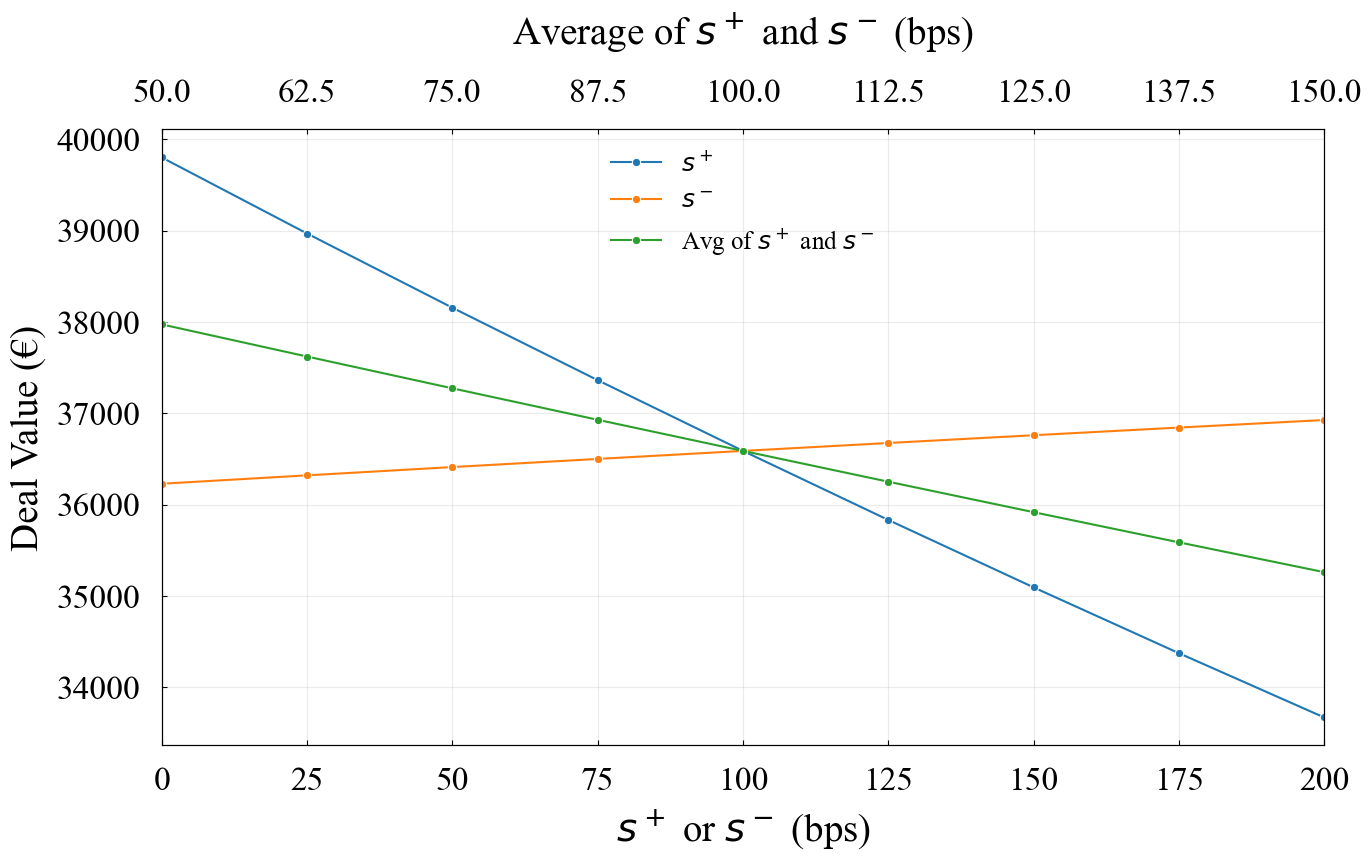 Average of s⁺ and s⁻ (bps)
50.0 62.5 75.0 87.5 100.0 112.5 125.0 137.5 150.0
40000
39000
38000
37000
36000
35000
34000
Deal Value (€)
s⁺
s⁻
Avg of s⁺ and s⁻
0 25 50 75 100 125 150 175 200
s⁺ or s⁻ (bps)